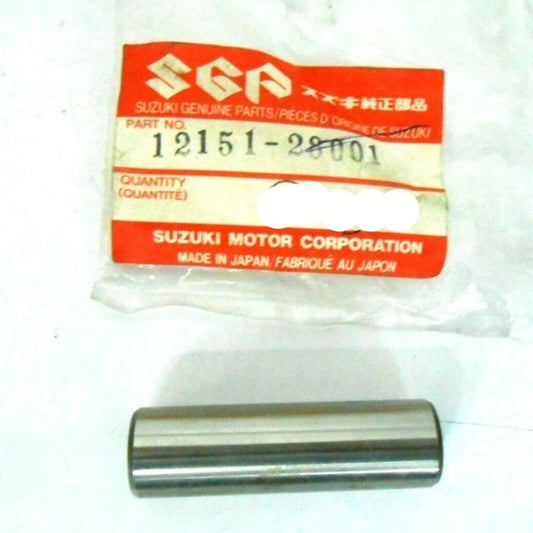 SGP スズキ純正部品
SUZUKI GENUINE PARTS/PIÈCES D'ORIGINE DE SUZUKI
PART NO.
12151-28001
QUANTITY
(QUANTITÉ)
SUZUKI MOTOR CORPORATION
MADE IN JAPAN/FABRIQUÉ AU JAPON